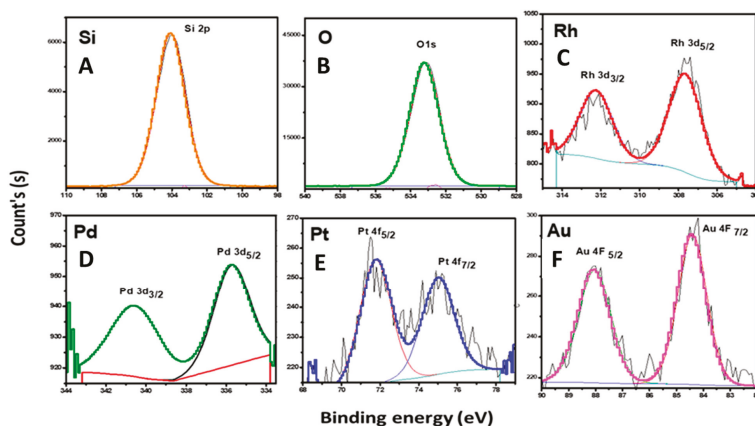 Si
A
Si 2p
6000
4000
2000
110 108 106 104 102 100 98
O
B
O1s
45000
30000
15000
540 538 536 534 532 530 528
Rh
C
Rh 3d3/2
Rh 3d5/2
950
900
850
800
314 312 310 308 306
Count's (s)
Pd
D
Pd 3d3/2
Pd 3d5/2
970
960
950
940
930
920
344 342 340 338 336 334
Pt
E
Pt 4f5/2
Pt 4f7/2
270
260
250
240
230
220
68 70 72 74 76 78
Au
F
Au 4F 5/2
Au 4F 7/2
300
280
260
240
220
90 89 88 87 86 85 84 83
Binding energy (eV)